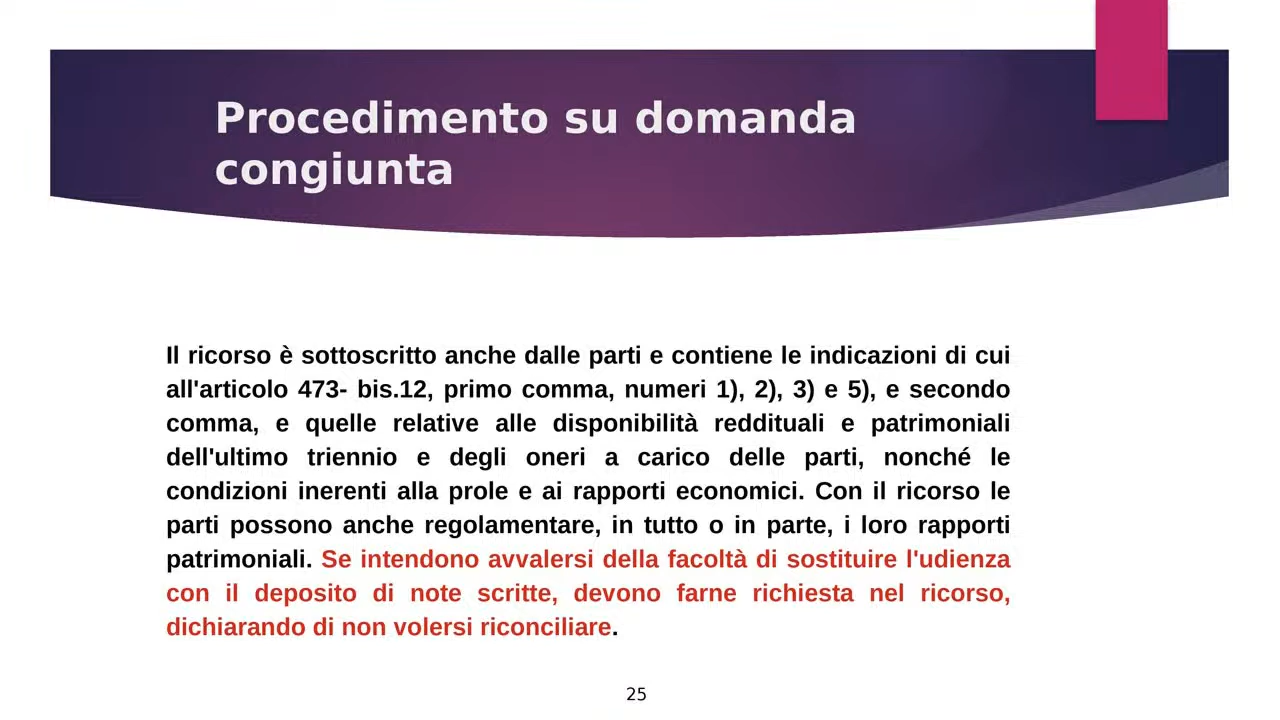 Procedimento su domanda
congiunta
Il ricorso è sottoscritto anche dalle parti e contiene le indicazioni di cui
all'articolo 473- bis.12, primo comma, numeri 1), 2), 3) e 5), e secondo
comma, e quelle relative alle disponibilità reddituali e patrimoniali
dell'ultimo triennio e degli oneri a carico delle parti, nonché le
condizioni inerenti alla prole e ai rapporti economici. Con il ricorso le
parti possono anche regolamentare, in tutto o in parte, i loro rapporti
patrimoniali. Se intendono avvalersi della facoltà di sostituire l'udienza
con il deposito di note scritte, devono farne richiesta nel ricorso,
dichiarando di non volersi riconciliare.
25